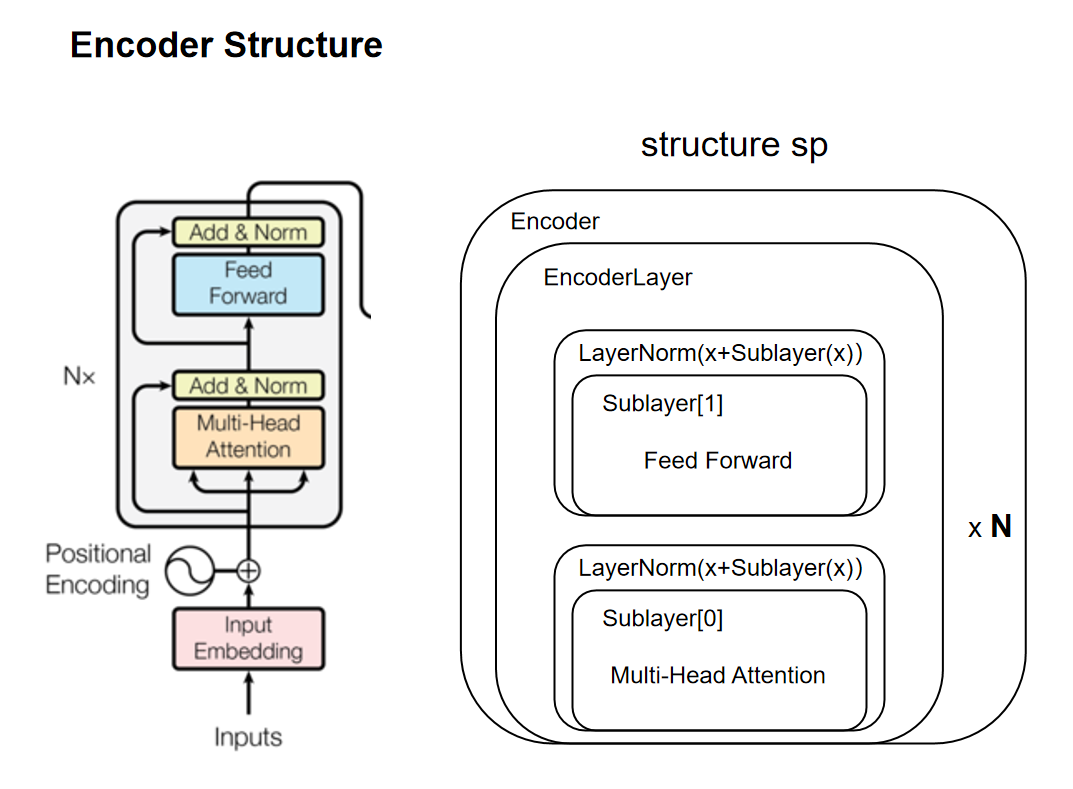 Encoder Structure
Add & Norm
Feed
Forward
N×
Add & Norm
Multi-Head
Attention
Positional
Encoding
Input
Embedding
Inputs
structure sp
Encoder
EncoderLayer
LayerNorm(x+Sublayer(x))
Sublayer[1]
Feed Forward
x N
LayerNorm(x+Sublayer(x))
Sublayer[0]
Multi-Head Attention